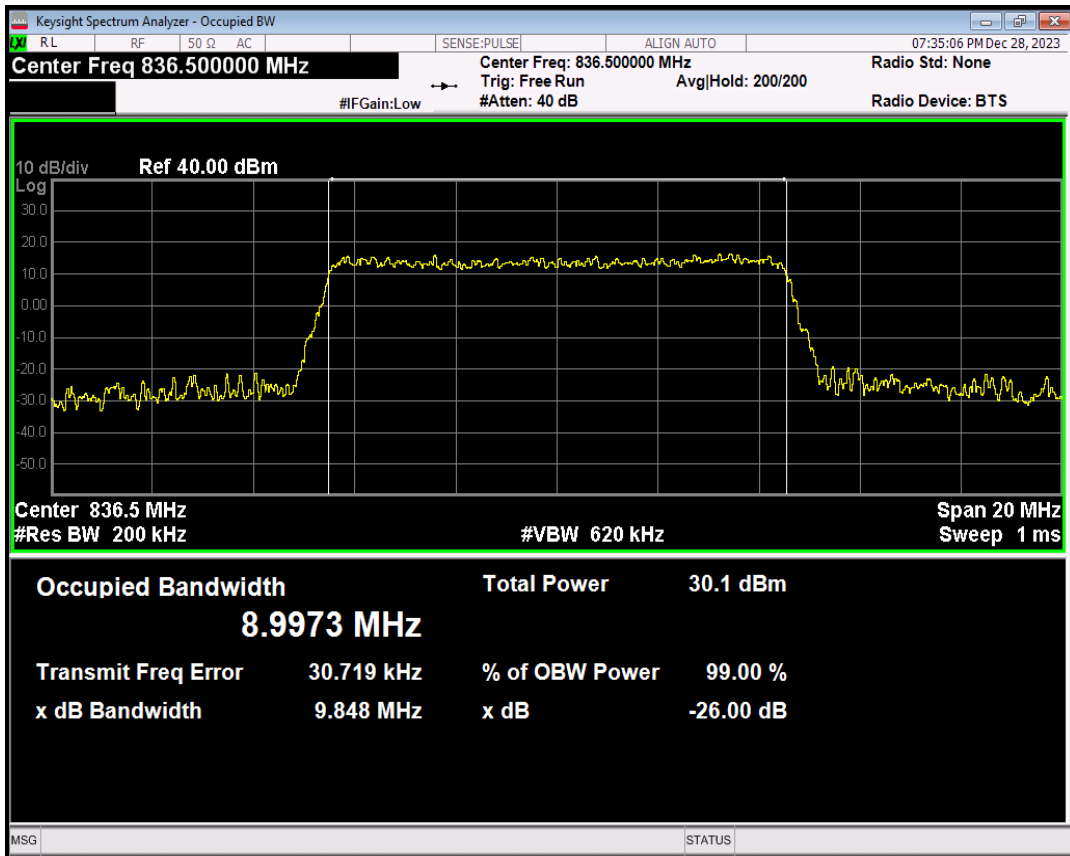 Keysight Spectrum Analyzer - Occupied BW
LXI RL RF 50 Ω AC SENSE:PULSE ALIGN AUTO 07:35:06 PM Dec 28, 2023
Center Freq 836.500000 MHz
Center Freq: 836.500000 MHz
Radio Std: None
Trig: Free Run Avg|Hold: 200/200
#IFGain:Low #Atten: 40 dB Radio Device: BTS
10 dB/div Ref 40.00 dBm
Log
30.0
20.0
10.0
0.00
-10.0
-20.0
-30.0
-40.0
-50.0
Center 836.5 MHz Span 20 MHz
#Res BW 200 kHz #VBW 620 kHz Sweep 1 ms
Occupied Bandwidth Total Power 30.1 dBm
8.9973 MHz
Transmit Freq Error 30.719 kHz % of OBW Power 99.00 %
x dB Bandwidth 9.848 MHz x dB -26.00 dB
MSG STATUS